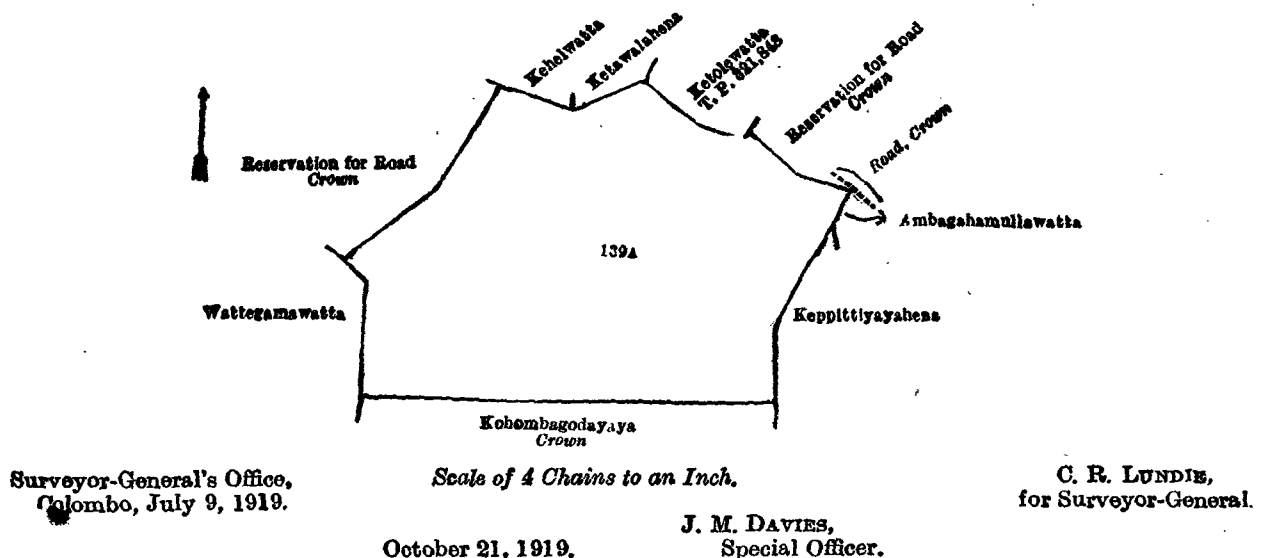 Kehelwatta
Ketawalahena
Ketolewatta
T. P. 321,848
Reservation for Road
Crown
Road, Crown
Reservation for Road
Crown
Ambagahamullawatta
139A
Wattegamawatta
Keppittiyayahena
Kohombagodayaya
Crown
Surveyor-General's Office,
Colombo, July 9, 1919.
Scale of 4 Chains to an Inch.
C. R. LUNDIE,
for Surveyor-General.
J. M. DAVIES,
Special Officer.
October 21, 1919.